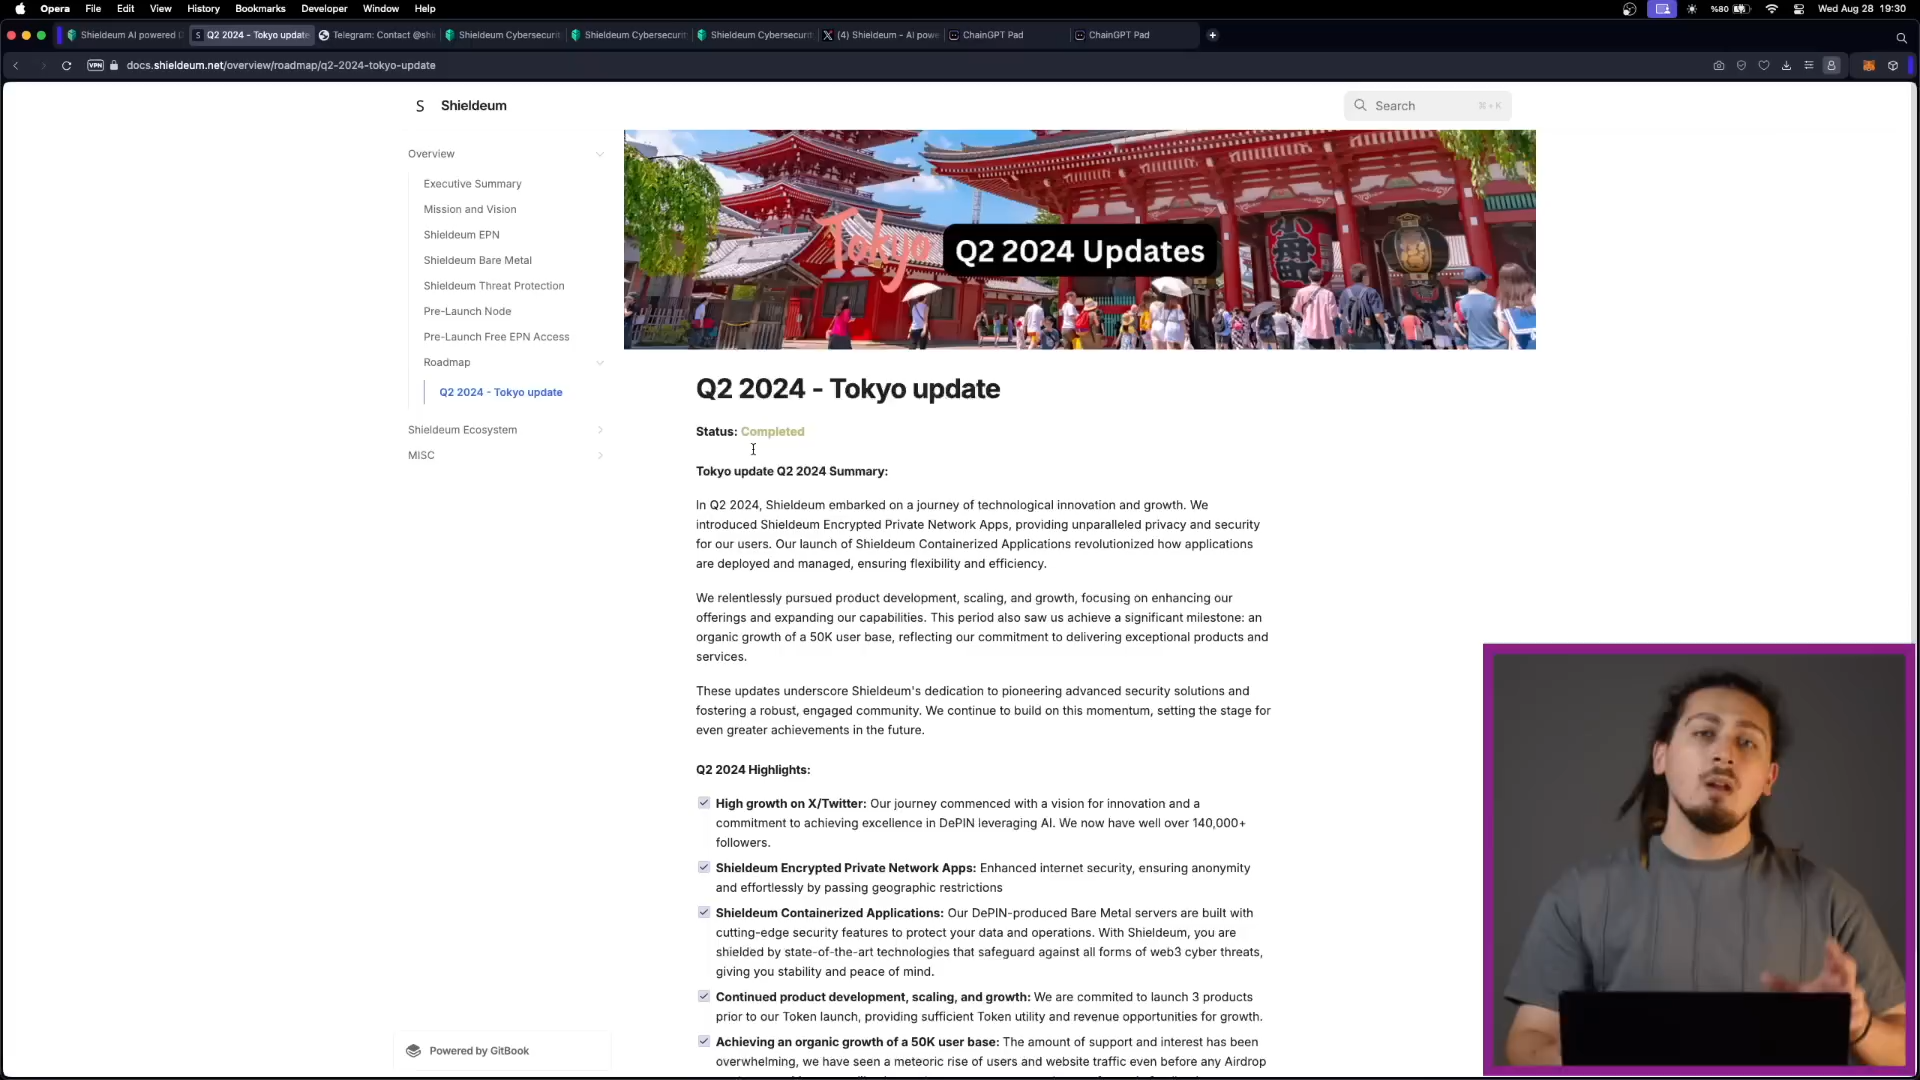 Opera File Edit View History Bookmarks Developer Window Help %80 Wed Aug 28 19:30
Shieldeum AI powered Q2 2024 - Tokyo update Telegram: Contact @shi Shieldeum Cybersecurit Shieldeum Cybersecurit Shieldeum Cybersecurit (4) Shieldeum - AI powe ChainGPT Pad ChainGPT Pad
VPN docs.shieldeum.net/overview/roadmap/q2-2024-tokyo-update
S Shieldeum
Search ⌘+K
Overview
Executive Summary
Mission and Vision
Shieldeum EPN
Shieldeum Bare Metal
Shieldeum Threat Protection
Pre-Launch Node
Pre-Launch Free EPN Access
Roadmap
Q2 2024 - Tokyo update
Shieldeum Ecosystem
MISC
Powered by GitBook
Tokyo Q2 2024 Updates
Q2 2024 - Tokyo update
Status: Completed
Tokyo update Q2 2024 Summary:
In Q2 2024, Shieldeum embarked on a journey of technological innovation and growth. We
introduced Shieldeum Encrypted Private Network Apps, providing unparalleled privacy and security
for our users. Our launch of Shieldeum Containerized Applications revolutionized how applications
are deployed and managed, ensuring flexibility and efficiency.
We relentlessly pursued product development, scaling, and growth, focusing on enhancing our
offerings and expanding our capabilities. This period also saw us achieve a significant milestone: an
organic growth of a 50K user base, reflecting our commitment to delivering exceptional products and
services.
These updates underscore Shieldeum's dedication to pioneering advanced security solutions and
fostering a robust, engaged community. We continue to build on this momentum, setting the stage for
even greater achievements in the future.
Q2 2024 Highlights:
High growth on X/Twitter: Our journey commenced with a vision for innovation and a
commitment to achieving excellence in DePIN leveraging AI. We now have well over 140,000+
followers.
Shieldeum Encrypted Private Network Apps: Enhanced internet security, ensuring anonymity
and effortlessly by passing geographic restrictions
Shieldeum Containerized Applications: Our DePIN-produced Bare Metal servers are built with
cutting-edge security features to protect your data and operations. With Shieldeum, you are
shielded by state-of-the-art technologies that safeguard against all forms of web3 cyber threats,
giving you stability and peace of mind.
Continued product development, scaling, and growth: We are commited to launch 3 products
prior to our Token launch, providing sufficient Token utility and revenue opportunities for growth.
Achieving an organic growth of a 50K user base: The amount of support and interest has been
overwhelming, we have seen a meteoric rise of users and website traffic even before any Airdrop